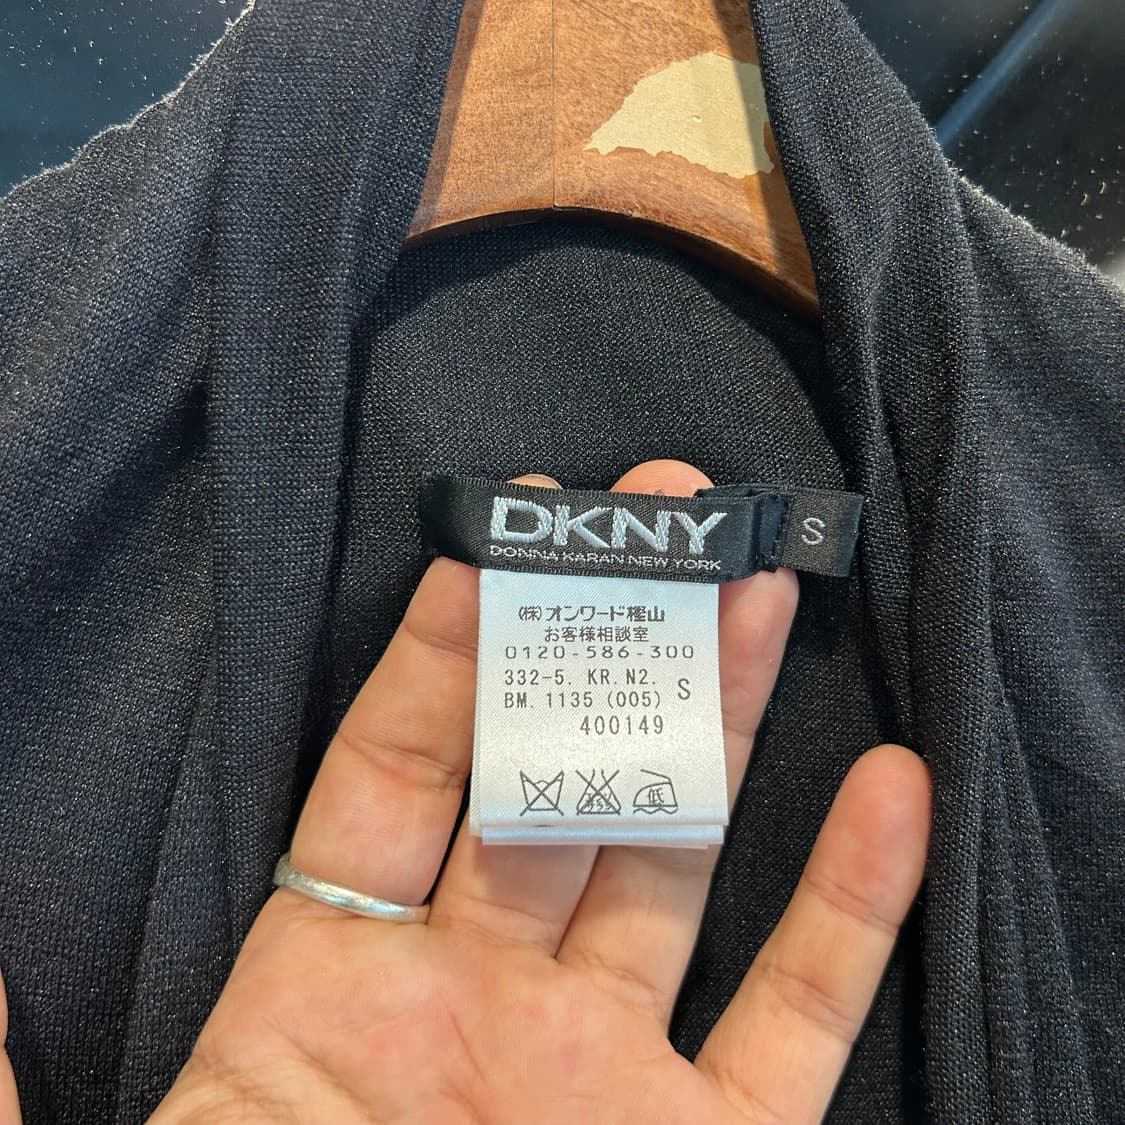 DKNY
DONNA KARAN NEW YORK
S
㈱オンワード樫山
お客様相談室
0120-586-300
332-5. KR. N2.
BM. 1135 (005) S
400149
低